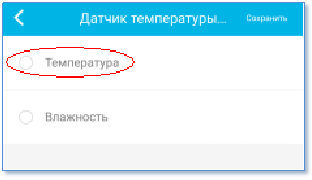 Датчик температуры... Сохранить
Температура
Влажность